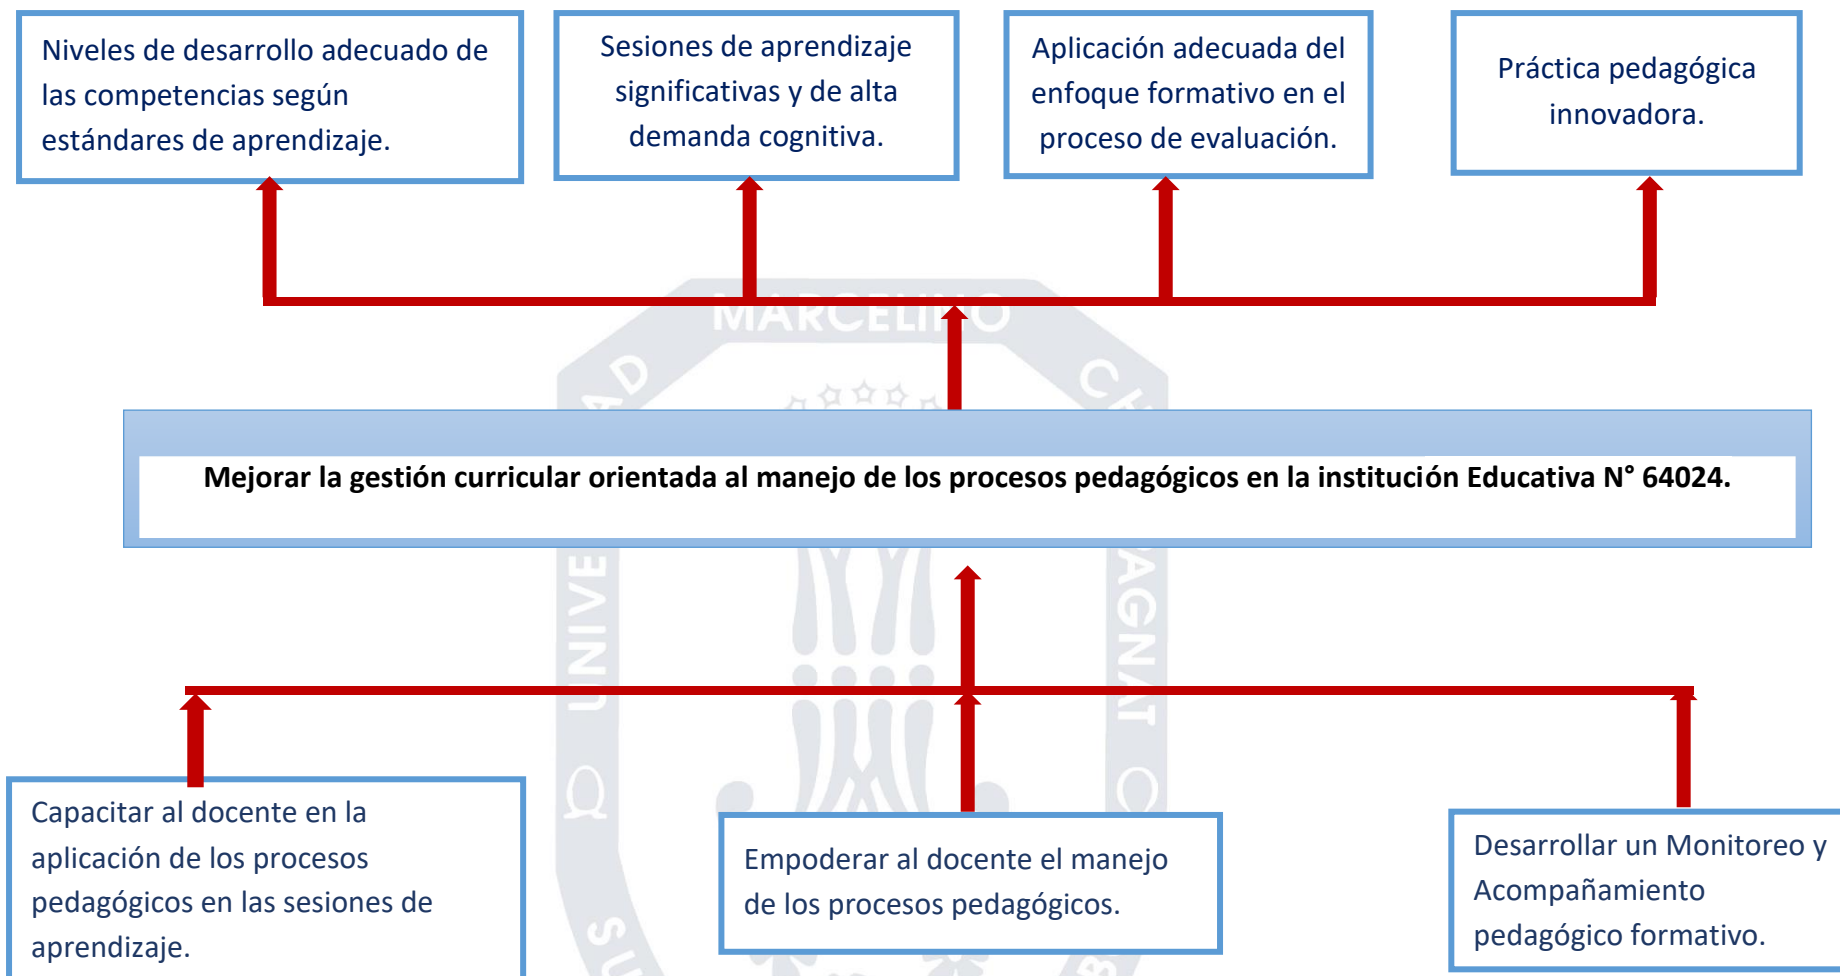 Niveles de desarrollo adecuado de
las competencias según
estándares de aprendizaje.
Sesiones de aprendizaje
significativas y de alta
demanda cognitiva.
Aplicación adecuada del
enfoque formativo en el
proceso de evaluación.
Práctica pedagógica
innovadora.
MARCELINO
Mejorar la gestión curricular orientada al manejo de los procesos pedagógicos en la institución Educativa N° 64024.
Capacitar al docente en la
aplicación de los procesos
pedagógicos en las sesiones de
aprendizaje.
Empoderar al docente el manejo
de los procesos pedagógicos.
Desarrollar un Monitoreo y
Acompañamiento
pedagógico formativo.